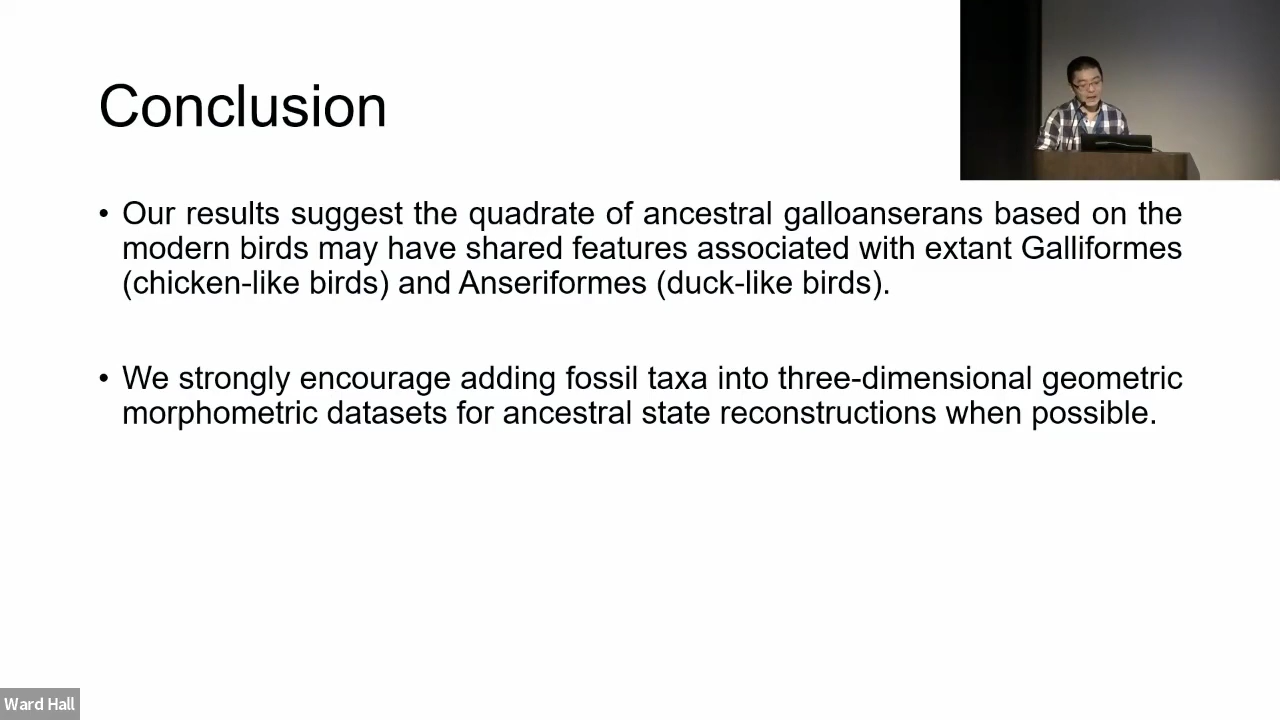 Conclusion
• Our results suggest the quadrate of ancestral galloanserans based on the
modern birds may have shared features associated with extant Galliformes
(chicken-like birds) and Anseriformes (duck-like birds).
• We strongly encourage adding fossil taxa into three-dimensional geometric
morphometric datasets for ancestral state reconstructions when possible.
Ward Hall